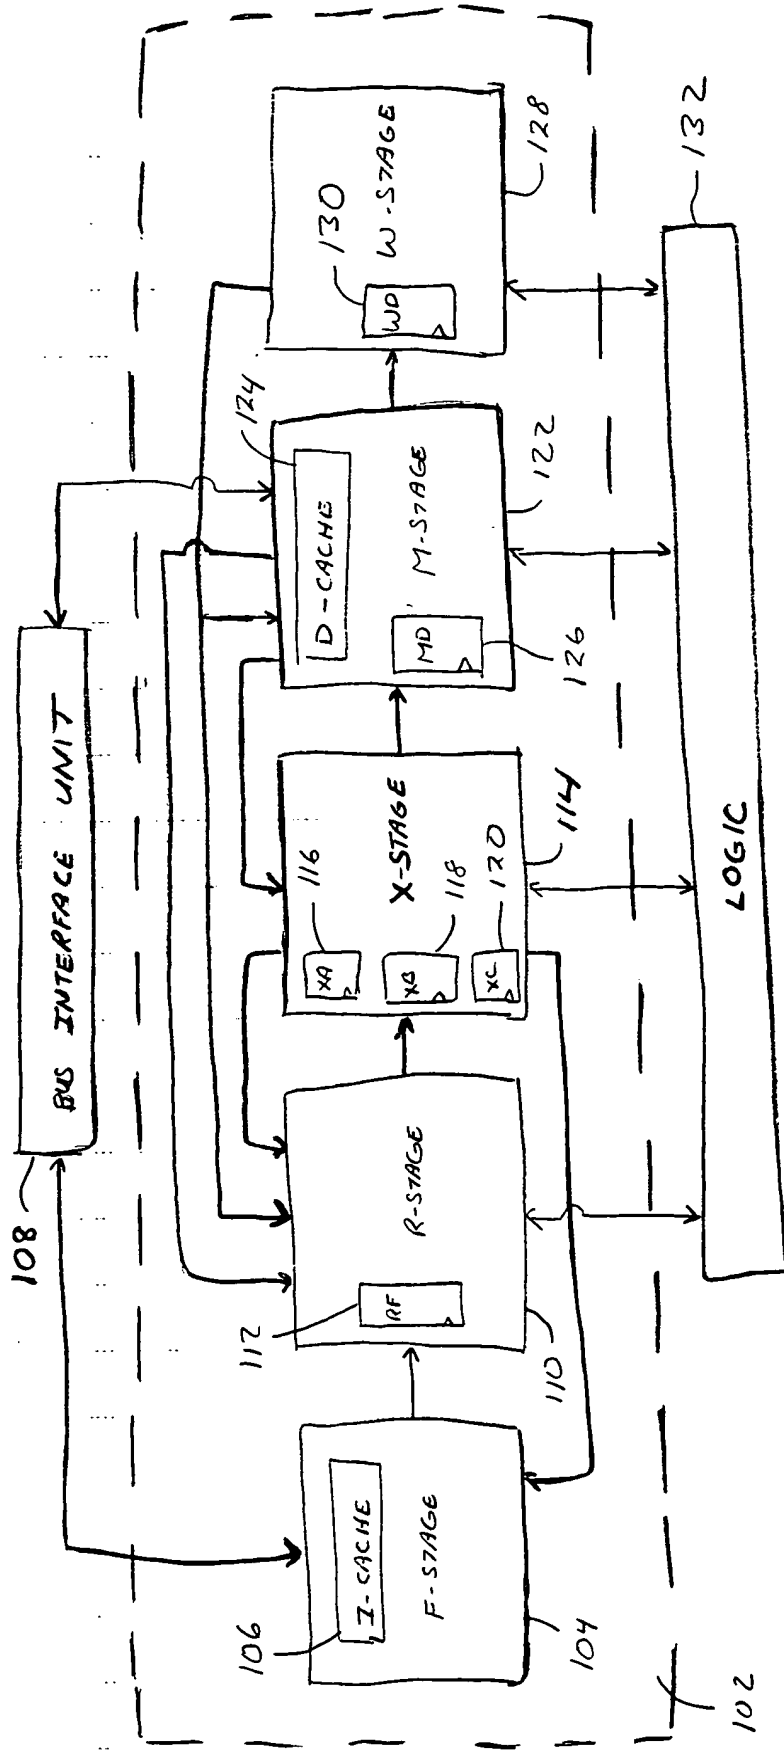 108
BUS INTERFACE UNIT
106
I-CACHE
F-STAGE
104
102
112
RF
R-STAGE
110
116
XA
X-STAGE
XB
118
XC
120
114
124
D-CACHE
M-STAGE
MD
126
122
130
WD
W-STAGE
128
LOGIC
132